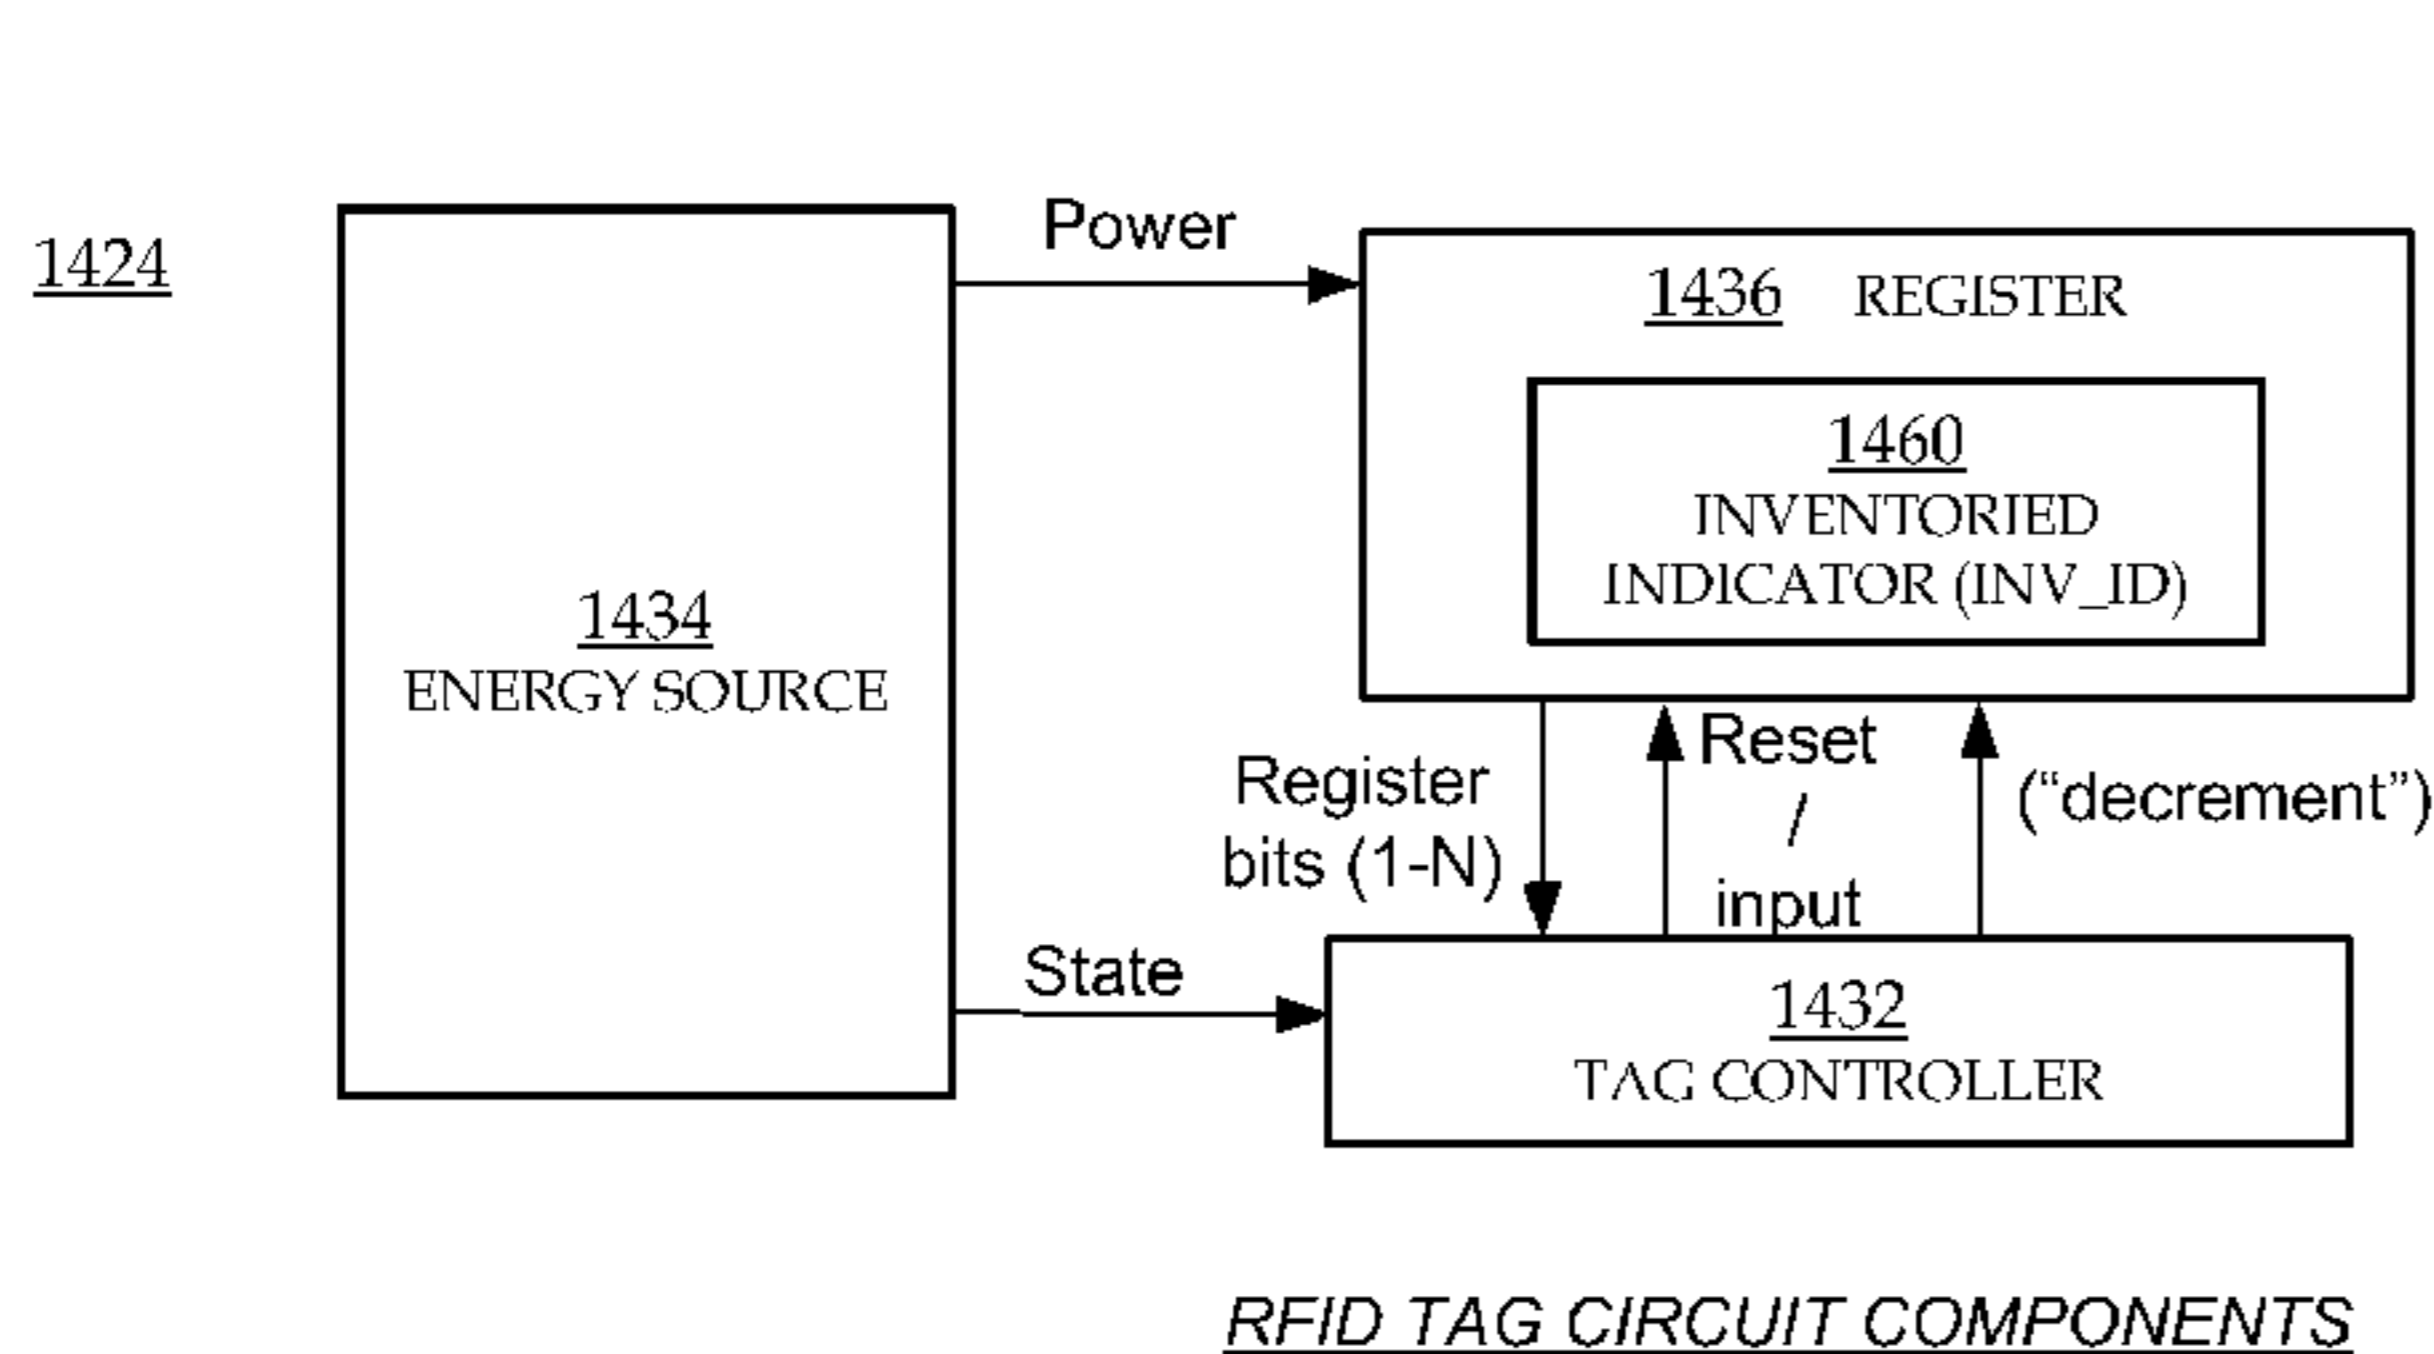 1424
Power
1436 REGISTER
1460
INVENTORIED
INDICATOR (INV_ID)
1434
ENERGY SOURCE
Register
bits (1-N)
Reset
/
input
(“decrement”)
State
1432
TAG CONTROLLER
RFID TAG CIRCUIT COMPONENTS